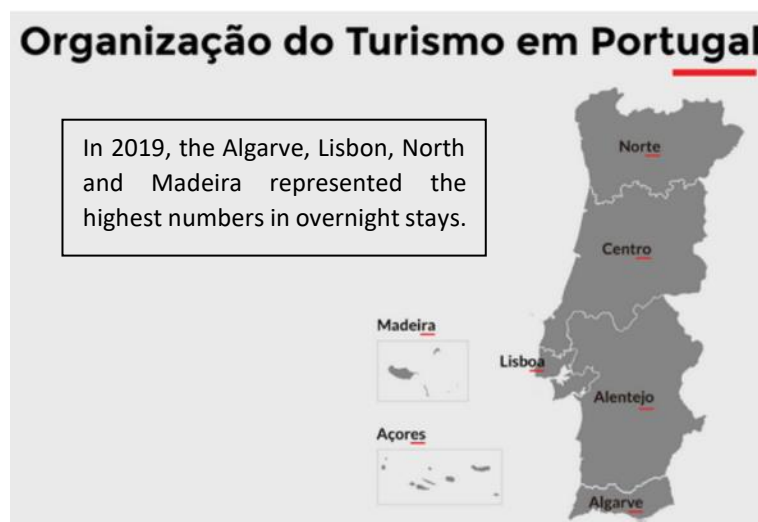 Organização do Turismo em Portugal
In 2019, the Algarve, Lisbon, North
and Madeira represented the
highest numbers in overnight stays.
Norte
Centro
Madeira
Lisboa
Alentejo
Açores
Algarve